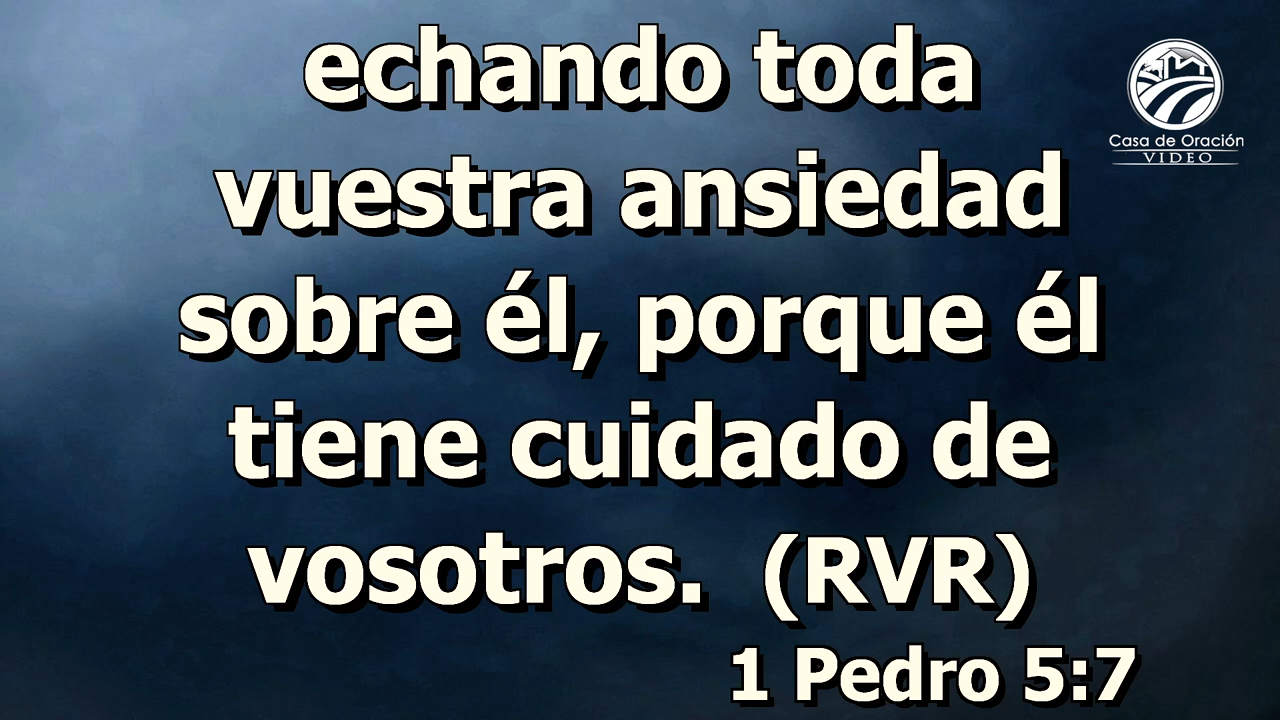 echando toda
vuestra ansiedad
sobre él, porque él
tiene cuidado de
vosotros. (RVR)
1 Pedro 5:7
Casa de Oración
VIDEO